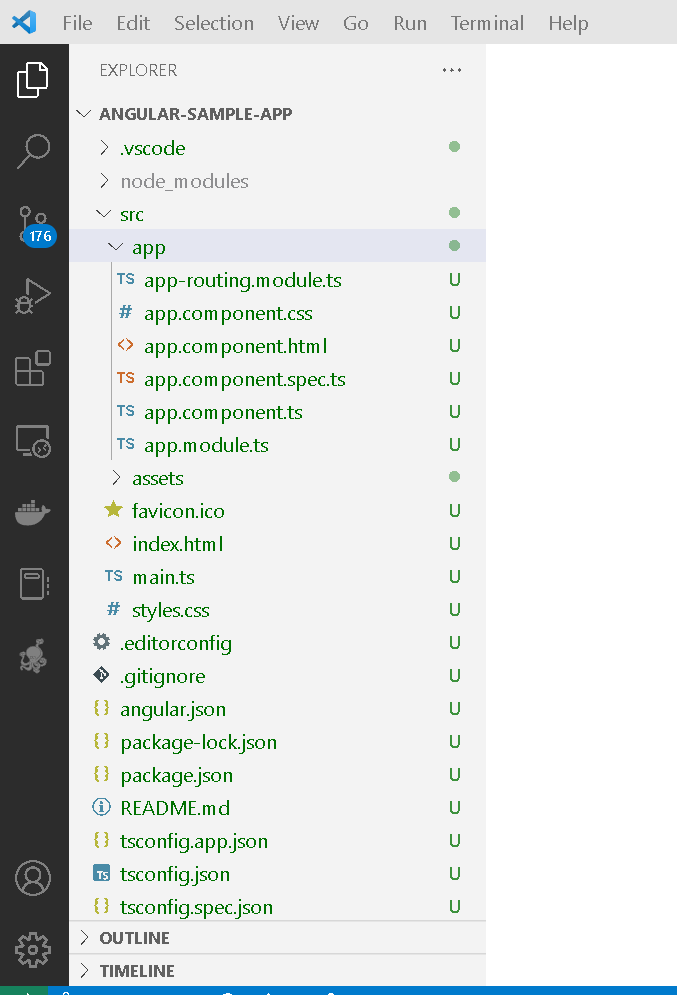 File Edit Selection View Go Run Terminal Help
EXPLORER
ANGULAR-SAMPLE-APP
.vscode
node_modules
src
176
app
TS app-routing.module.ts U
# app.component.css U
<> app.component.html U
TS app.component.spec.ts U
TS app.component.ts U
TS app.module.ts U
assets
favicon.ico U
<> index.html U
TS main.ts U
# styles.css U
.editorconfig U
.gitignore U
{} angular.json U
{} package-lock.json U
{} package.json U
README.md U
{} tsconfig.app.json U
TS tsconfig.json U
{} tsconfig.spec.json U
OUTLINE
TIMELINE